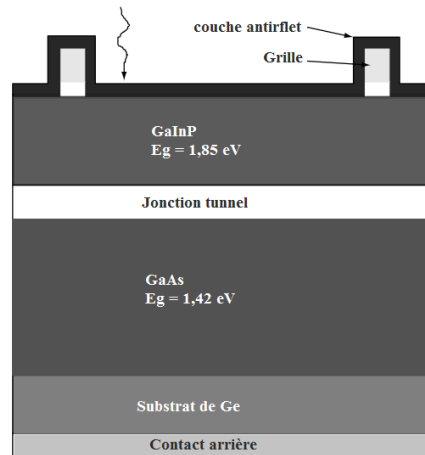 couche antirflet
Grille
GaInP
Eg = 1,85 eV
Jonction tunnel
GaAs
Eg = 1,42 eV
Substrat de Ge
Contact arrière